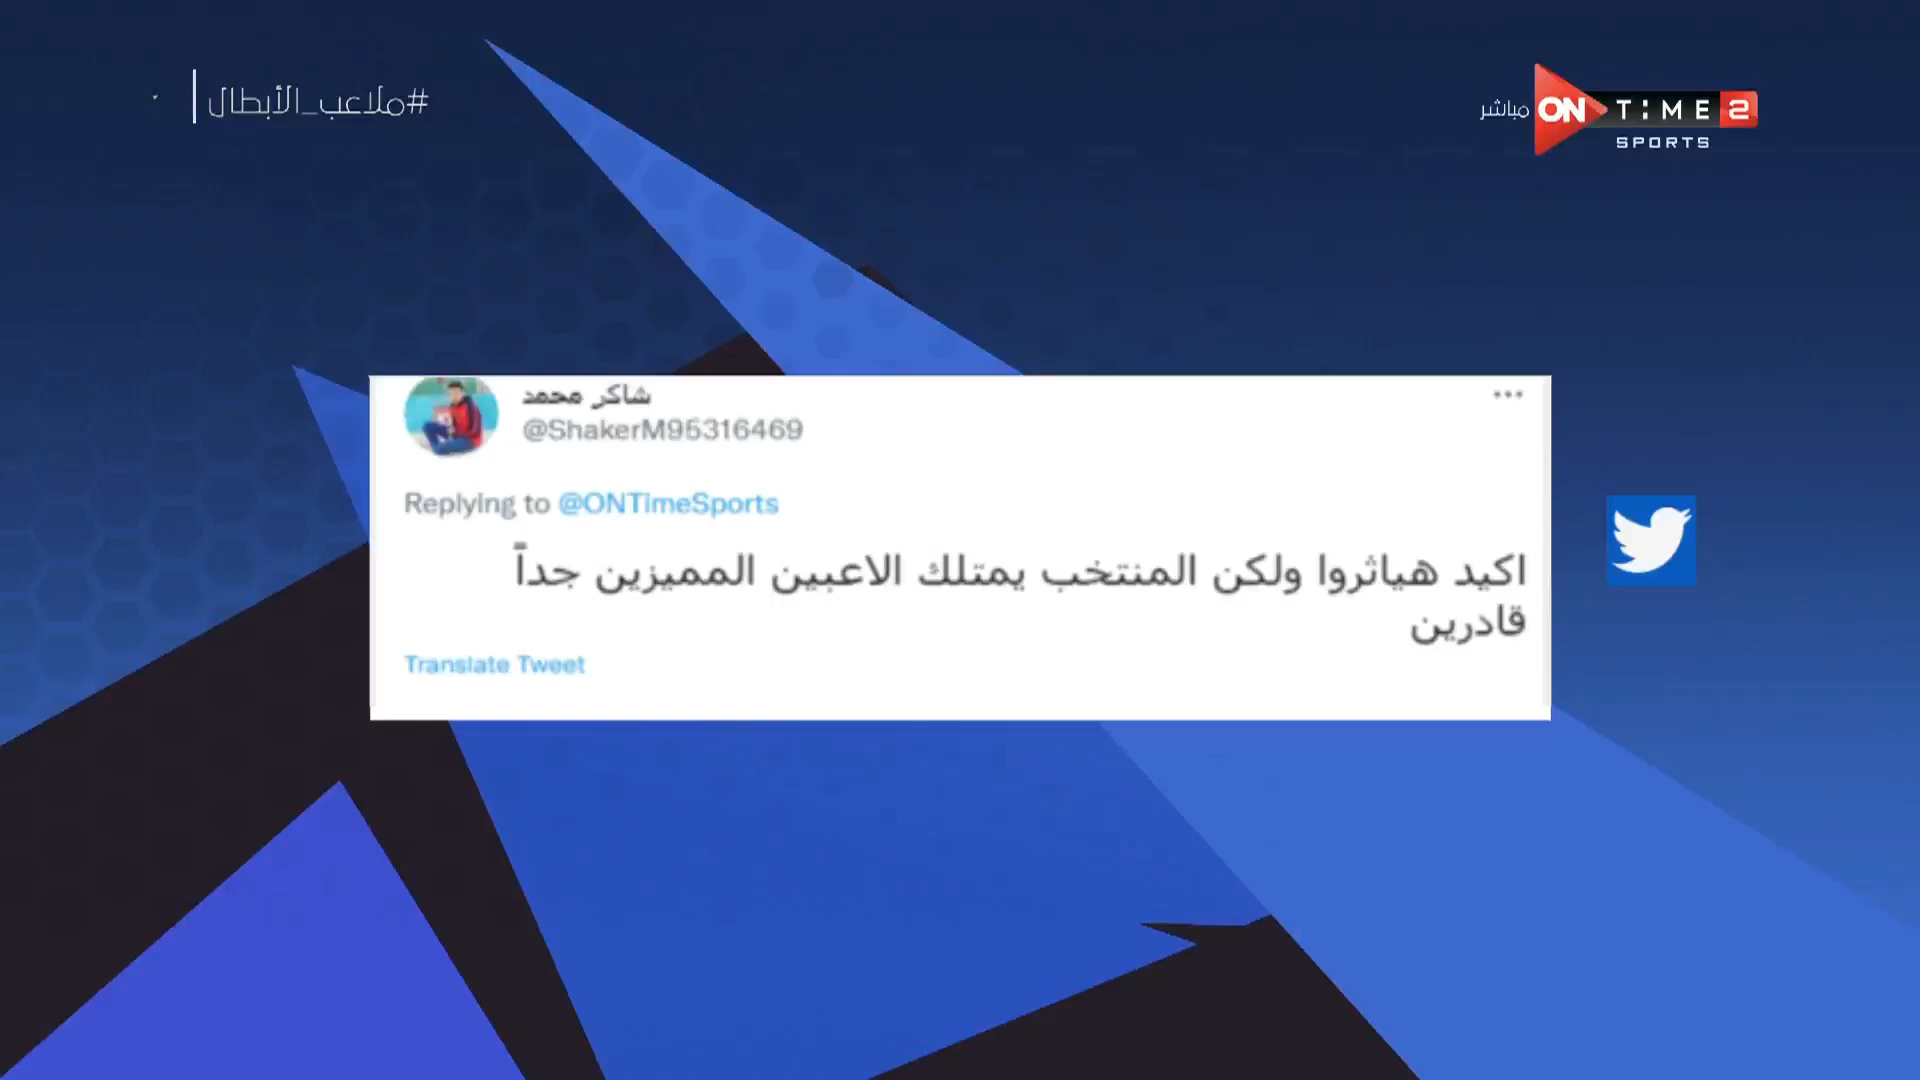 #ملاعب_الأبطال
مباشر
ON TIME 2
SPORTS
شاكر محمد
@ShakerM95316469
Replying to @ONTimeSports
اكيد هياثروا ولكن المنتخب يمتلك الاعبين المميزين جداً
قادرين
Translate Tweet